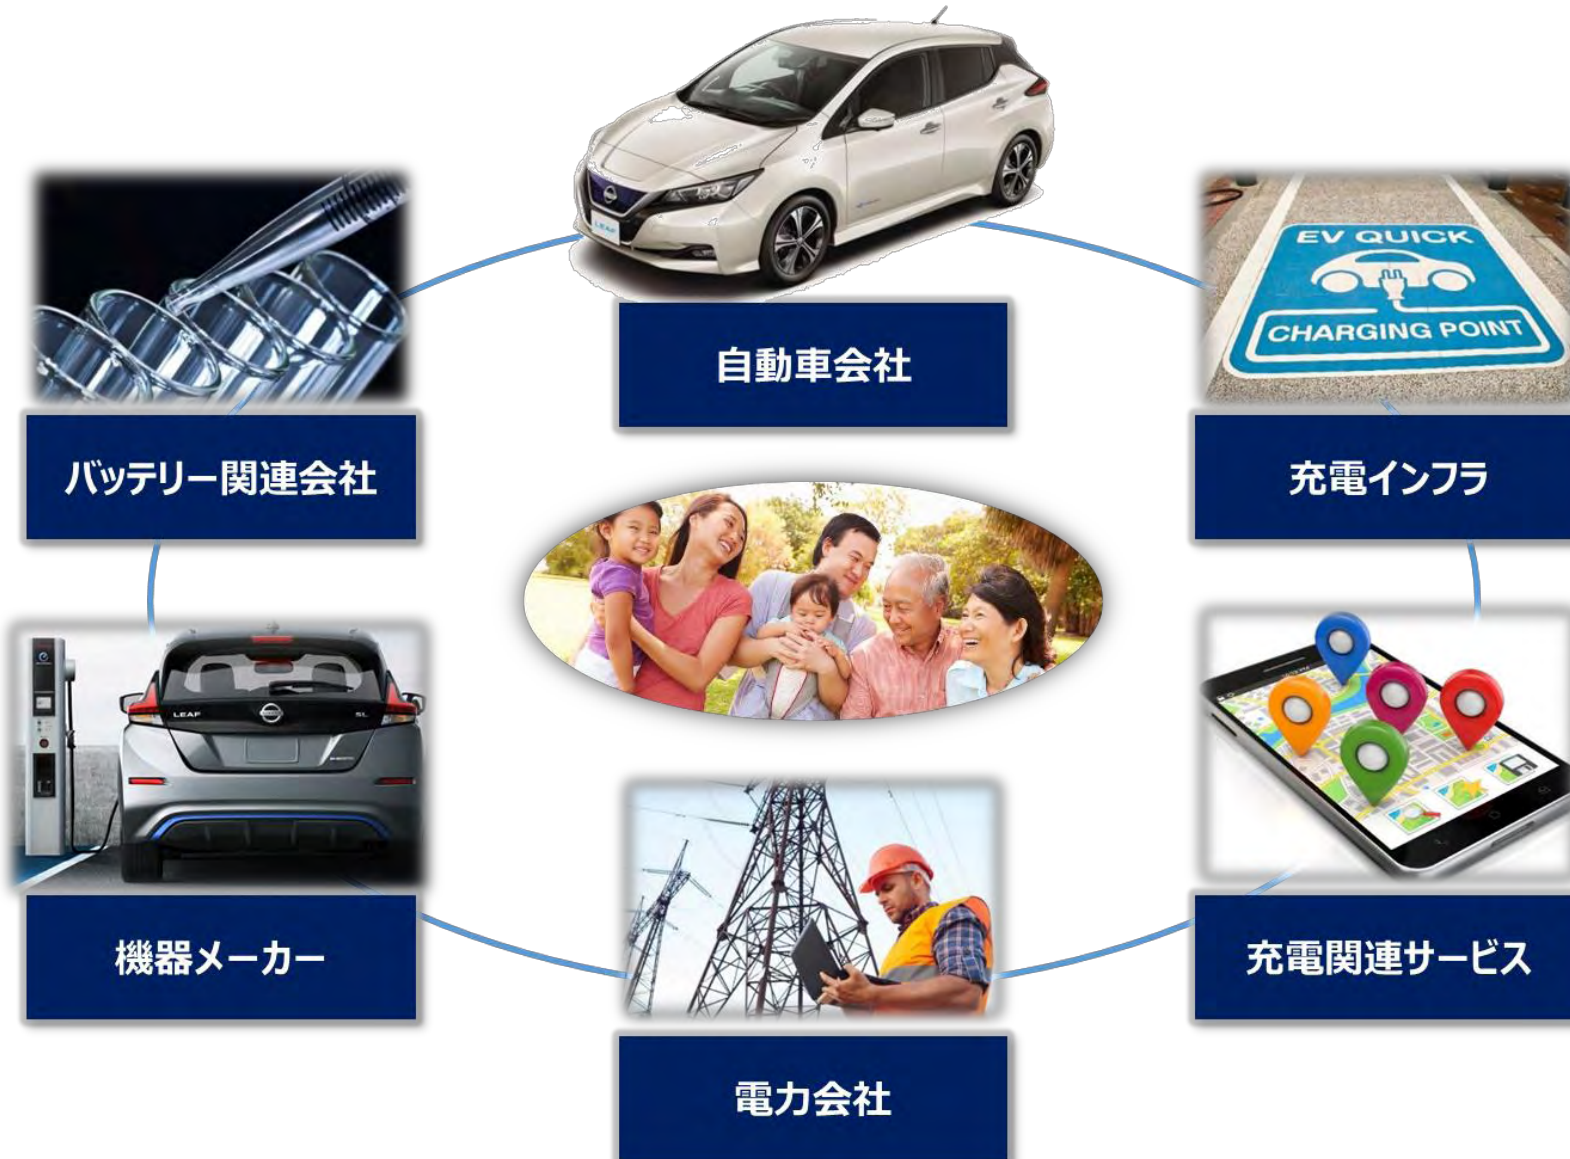 LEAF
自動車会社
EV QUICK
CHARGING POINT
バッテリー関連会社
充電インフラ
LEAF
SL
機器メーカー
充電関連サービス
電力会社